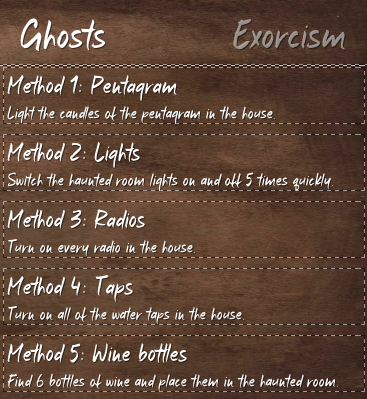 Ghosts Exorcism
Method 1: Pentagram
Light the candles of the pentagram in the house
Method 2: Lights
Switch the haunted room lights on and off 5 times quickly.
Method 3: Radios
Turn on every radio in the house.
Method 4: Taps
Turn on all of the water taps in the house.
Method 5: Wine bottles
Find 6 bottles of wine and place them in the haunted room.